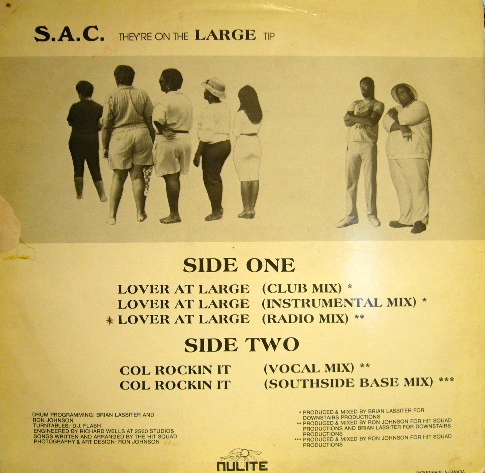 S.A.C. THEY'RE ON THE LARGE TIP
SIDE ONE
LOVER AT LARGE (CLUB MIX) *
LOVER AT LARGE (INSTRUMENTAL MIX) *
* LOVER AT LARGE (RADIO MIX) **
SIDE TWO
COL ROCKIN IT (VOCAL MIX) **
COL ROCKIN IT (SOUTHSIDE BASE MIX) ***
DRUM PROGRAMMING: BRIAN LASSITER AND
RON JOHNSON
TURNTABLES: D.J. FLASH
ENGINEERED BY RICHARD WELLS AT 2560 STUDIOS
SONGS WRITTEN AND ARRANGED BY THE HIT SQUAD
PHOTOGRAPHY & ART DESIGN: RON JOHNSON
* PRODUCED & MIXED BY BRIAN LASSITER FOR
DOWNSTAIRS PRODUCTIONS
** PRODUCED & MIXED BY RON JOHNSON FOR HIT SQUAD
PRODUCTIONS AND BRIAN LASSITER FOR DOWNSTAIRS
PRODUCTIONS
*** PRODUCED & MIXED BY RON JOHNSON FOR HIT SQUAD
PRODUCTIONS
NULITE